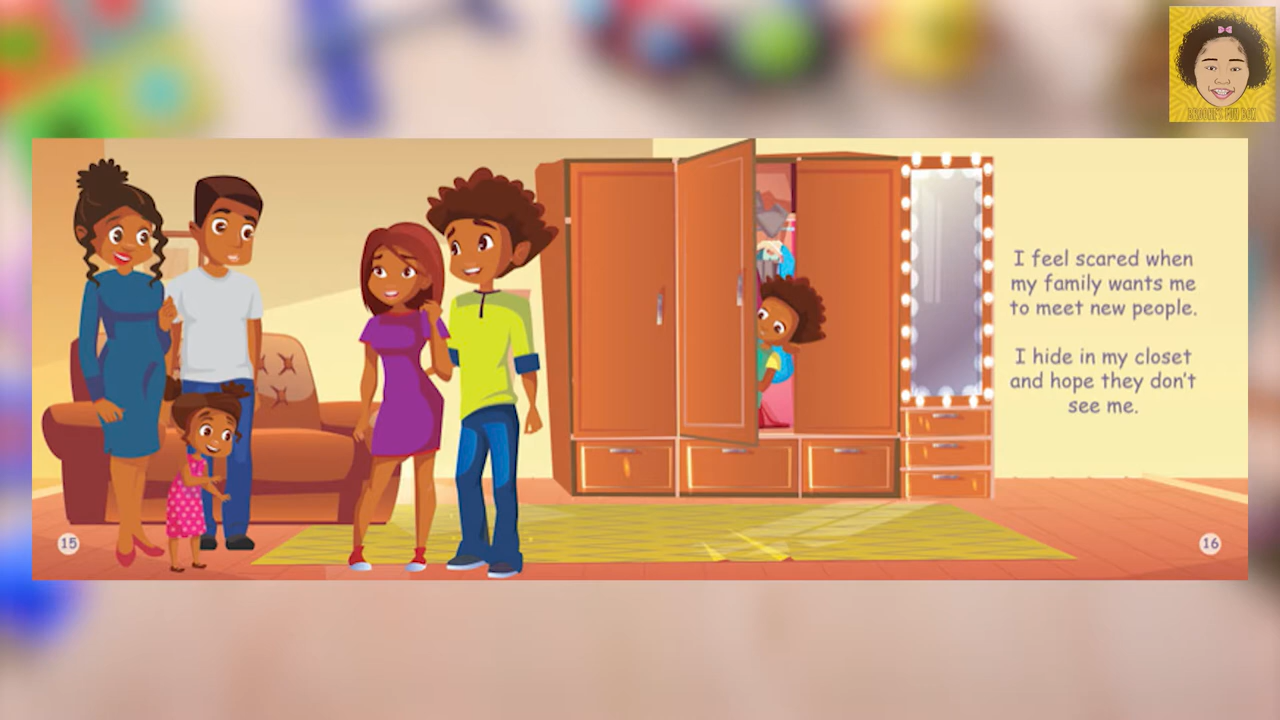 I feel scared when
my family wants me
to meet new people.
I hide in my closet
and hope they don't
see me.
15
16